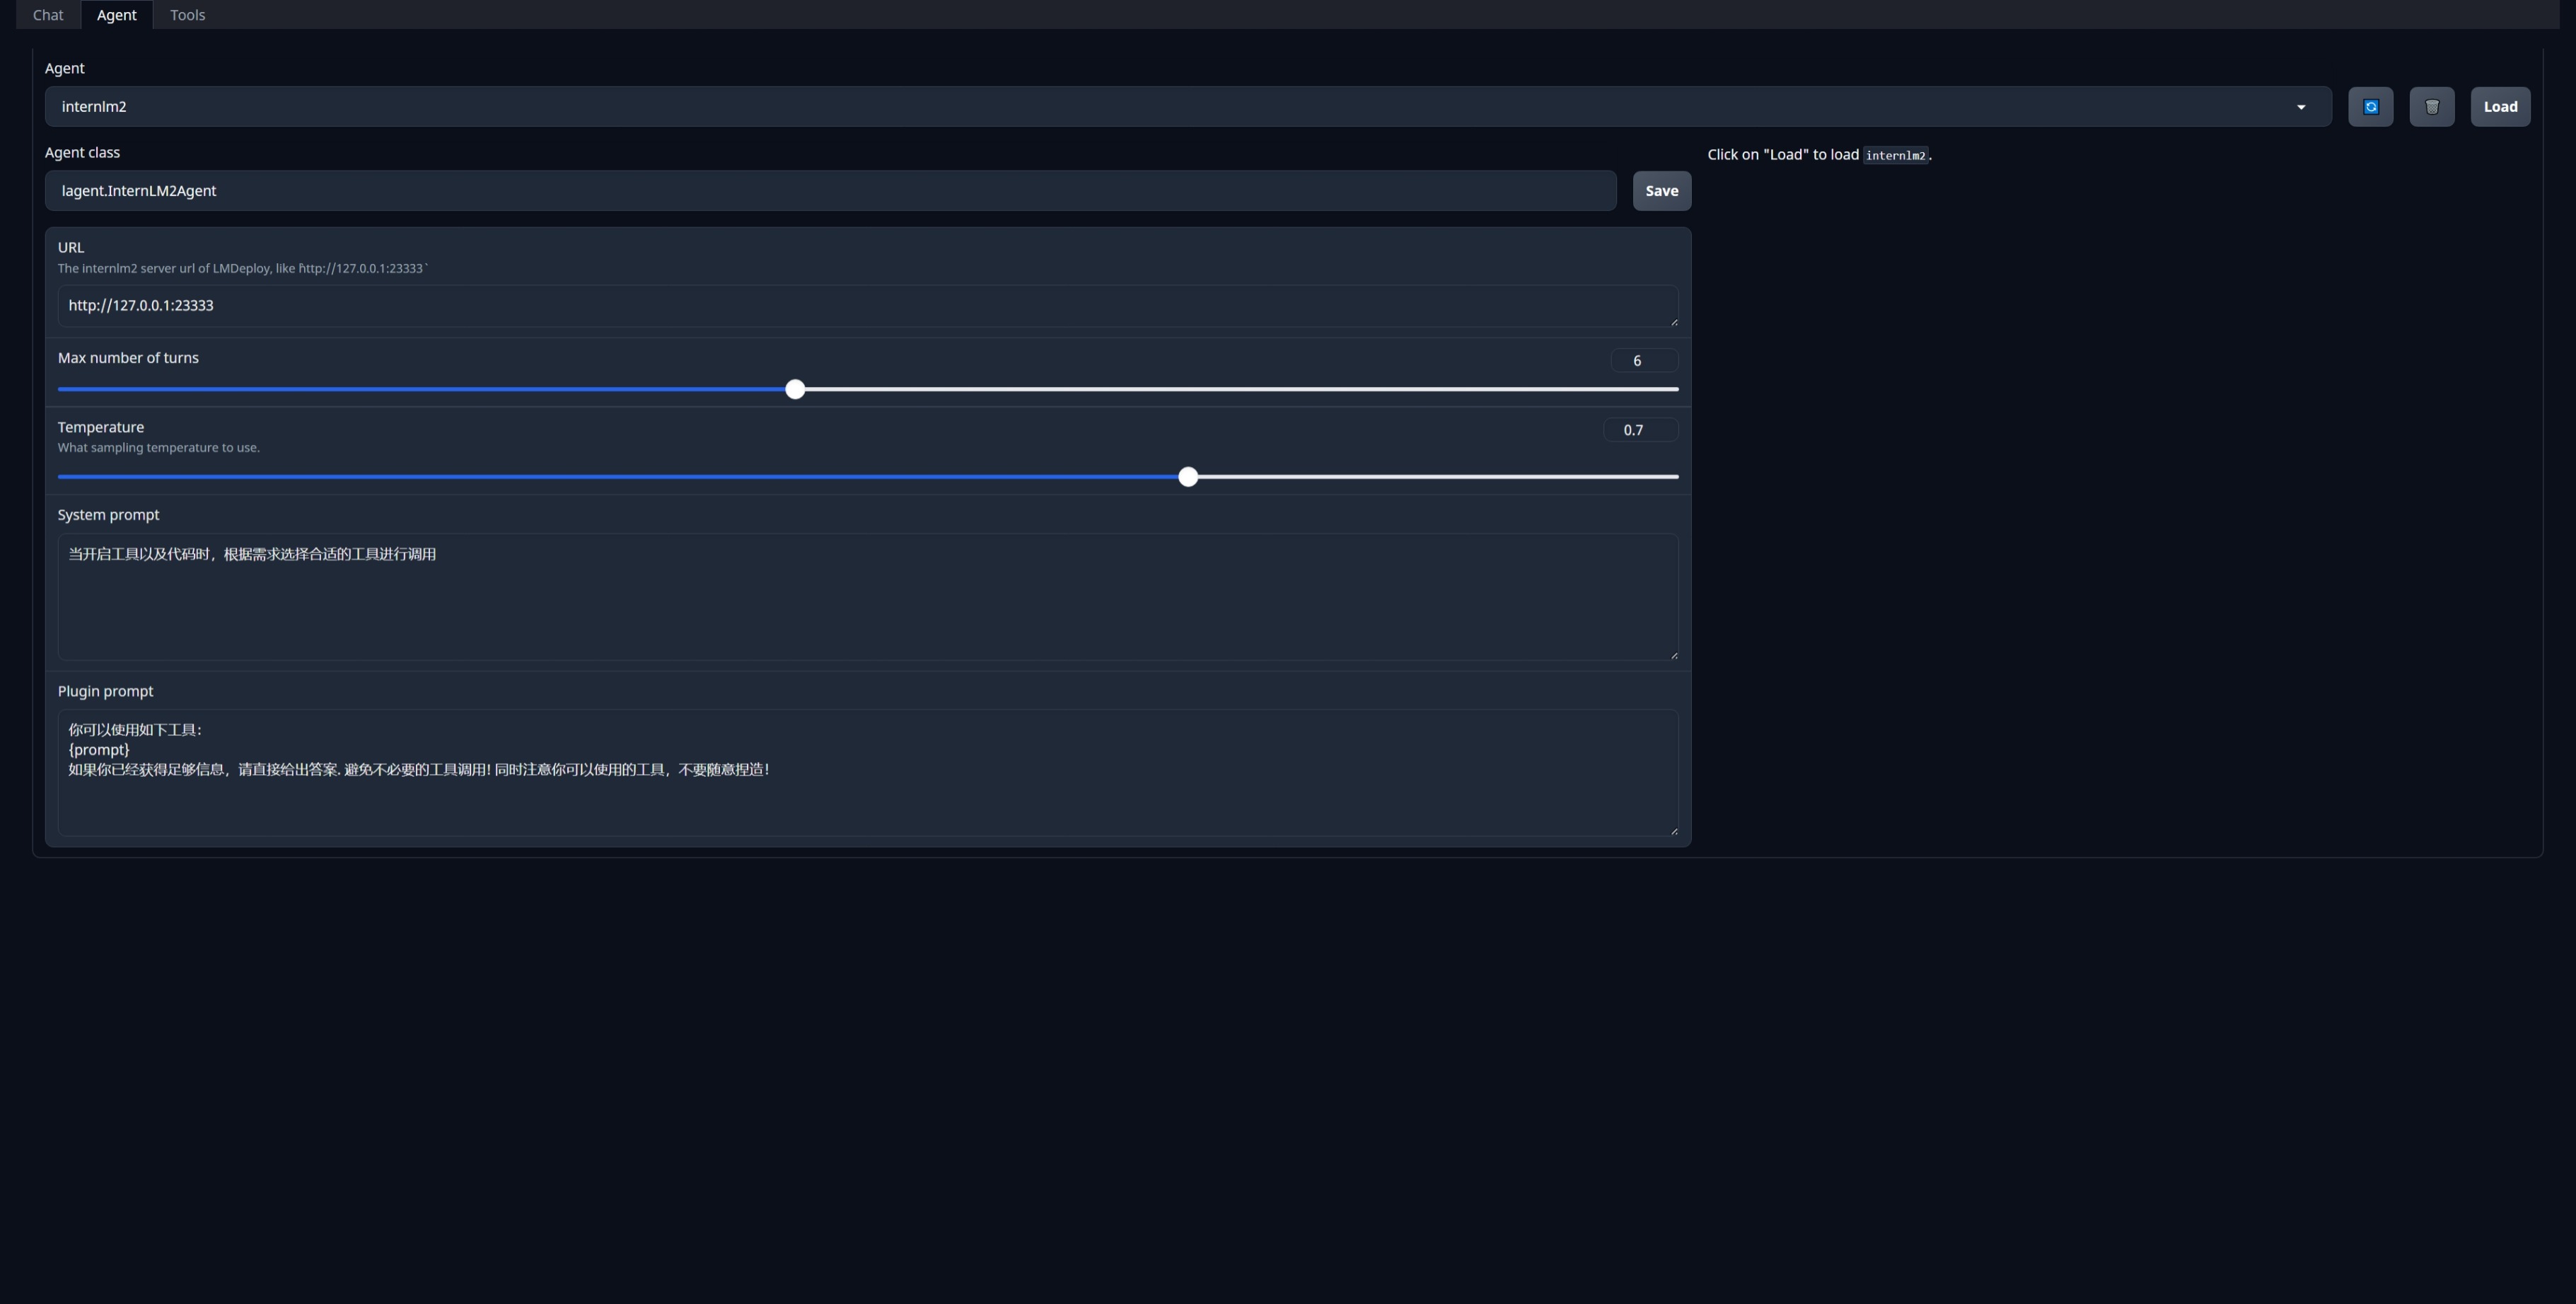 Chat Agent Tools
Agent
internlm2
Load
Agent class
Click on "Load" to load internlm2.
lagent.InternLM2Agent
Save
URL
The internlm2 server url of LMDeploy, like `http://127.0.0.1:23333`
http://127.0.0.1:23333
Max number of turns
6
Temperature
0.7
What sampling temperature to use.
System prompt
当开启工具以及代码时，根据需求选择合适的工具进行调用
Plugin prompt
你可以使用如下工具：
{prompt}
如果你已经获得足够信息，请直接给出答案. 避免不必要的工具调用! 同时注意你可以使用的工具，不要随意捏造!